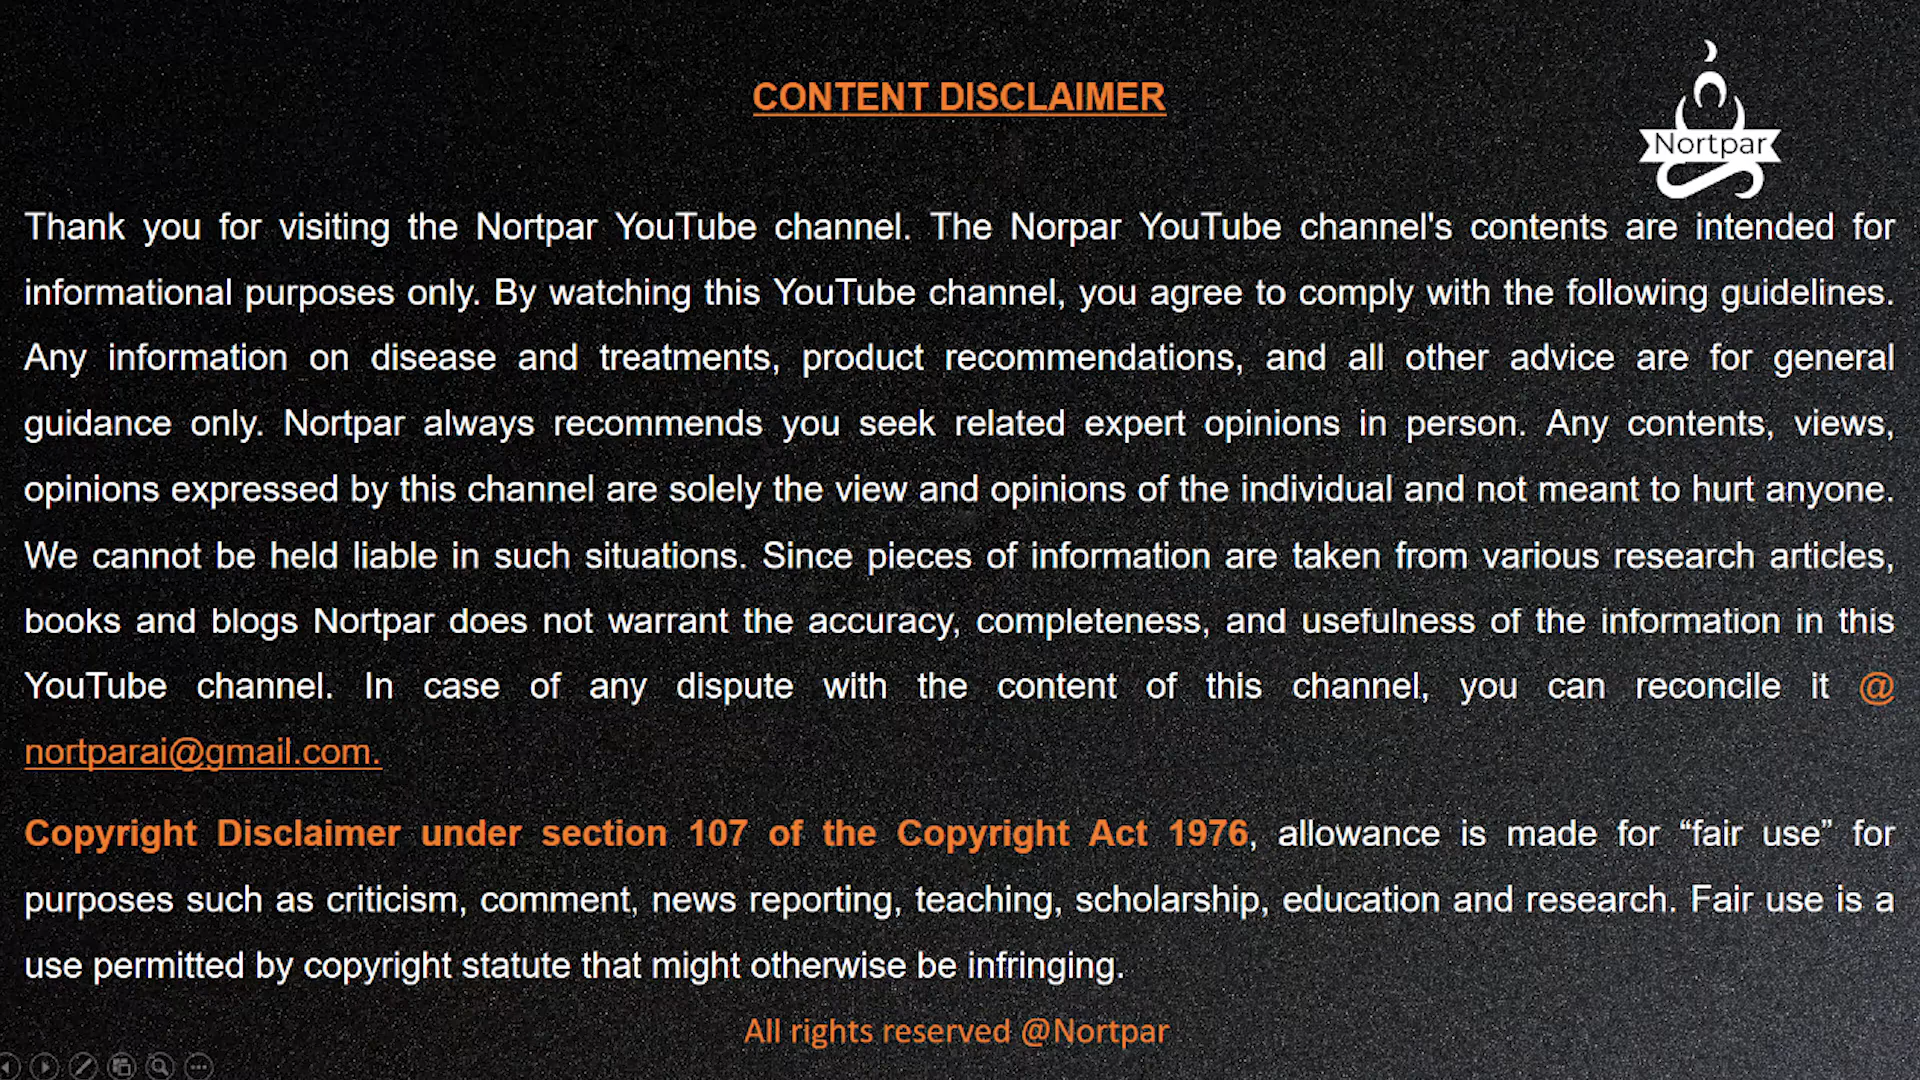 CONTENT DISCLAIMER
Nortpar
Thank you for visiting the Nortpar YouTube channel. The Norpar YouTube channel's contents are intended for
informational purposes only. By watching this YouTube channel, you agree to comply with the following guidelines.
Any information on disease and treatments, product recommendations, and all other advice are for general
guidance only. Nortpar always recommends you seek related expert opinions in person. Any contents, views,
opinions expressed by this channel are solely the view and opinions of the individual and not meant to hurt anyone.
We cannot be held liable in such situations. Since pieces of information are taken from various research articles,
books and blogs Nortpar does not warrant the accuracy, completeness, and usefulness of the information in this
YouTube channel. In case of any dispute with the content of this channel, you can reconcile it @
nortparai@gmail.com.
Copyright Disclaimer under section 107 of the Copyright Act 1976, allowance is made for “fair use” for
purposes such as criticism, comment, news reporting, teaching, scholarship, education and research. Fair use is a
use permitted by copyright statute that might otherwise be infringing.
All rights reserved @Nortpar